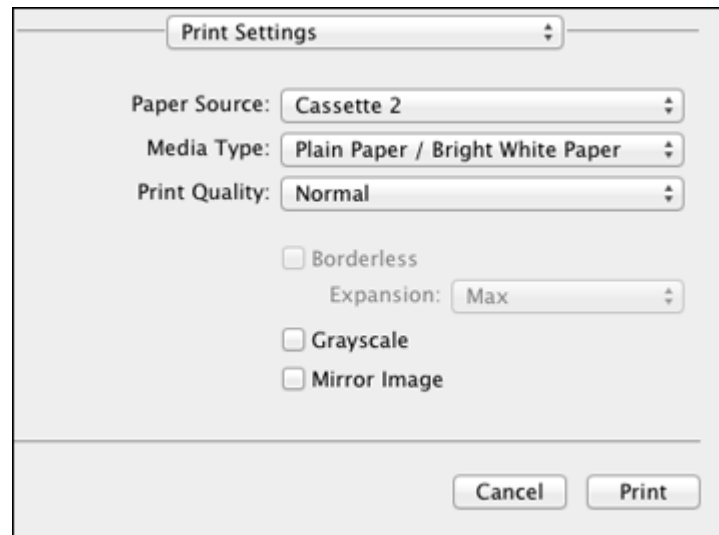 Print Settings
Paper Source: Cassette 2
Media Type: Plain Paper / Bright White Paper
Print Quality: Normal
Borderless
Expansion: Max
Grayscale
Mirror Image
Cancel Print